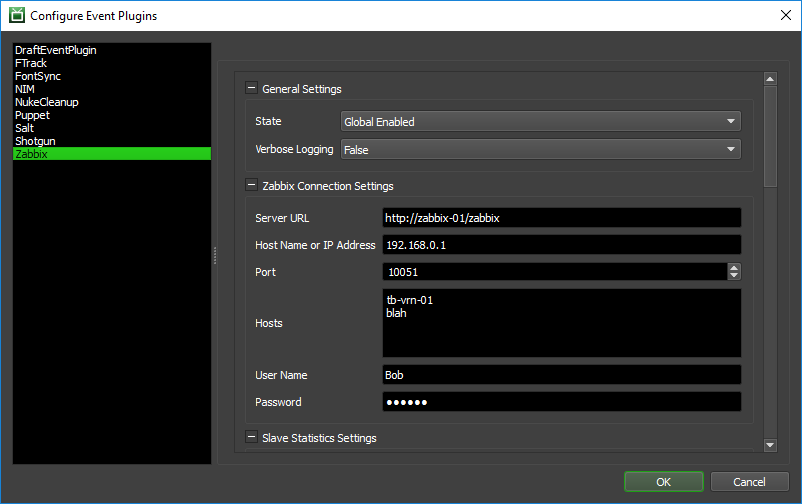 Configure Event Plugins
DraftEventPlugin
FTrack
FontSync
NIM
NukeCleanup
Puppet
Salt
Shotgun
Zabbix
General Settings
State Global Enabled
Verbose Logging False
Zabbix Connection Settings
Server URL http://zabbix-01/zabbix
Host Name or IP Address 192.168.0.1
Port 10051
Hosts tb-vrn-01
blah
User Name Bob
Password ●●●●●●
Slave Statistics Settings
OK Cancel